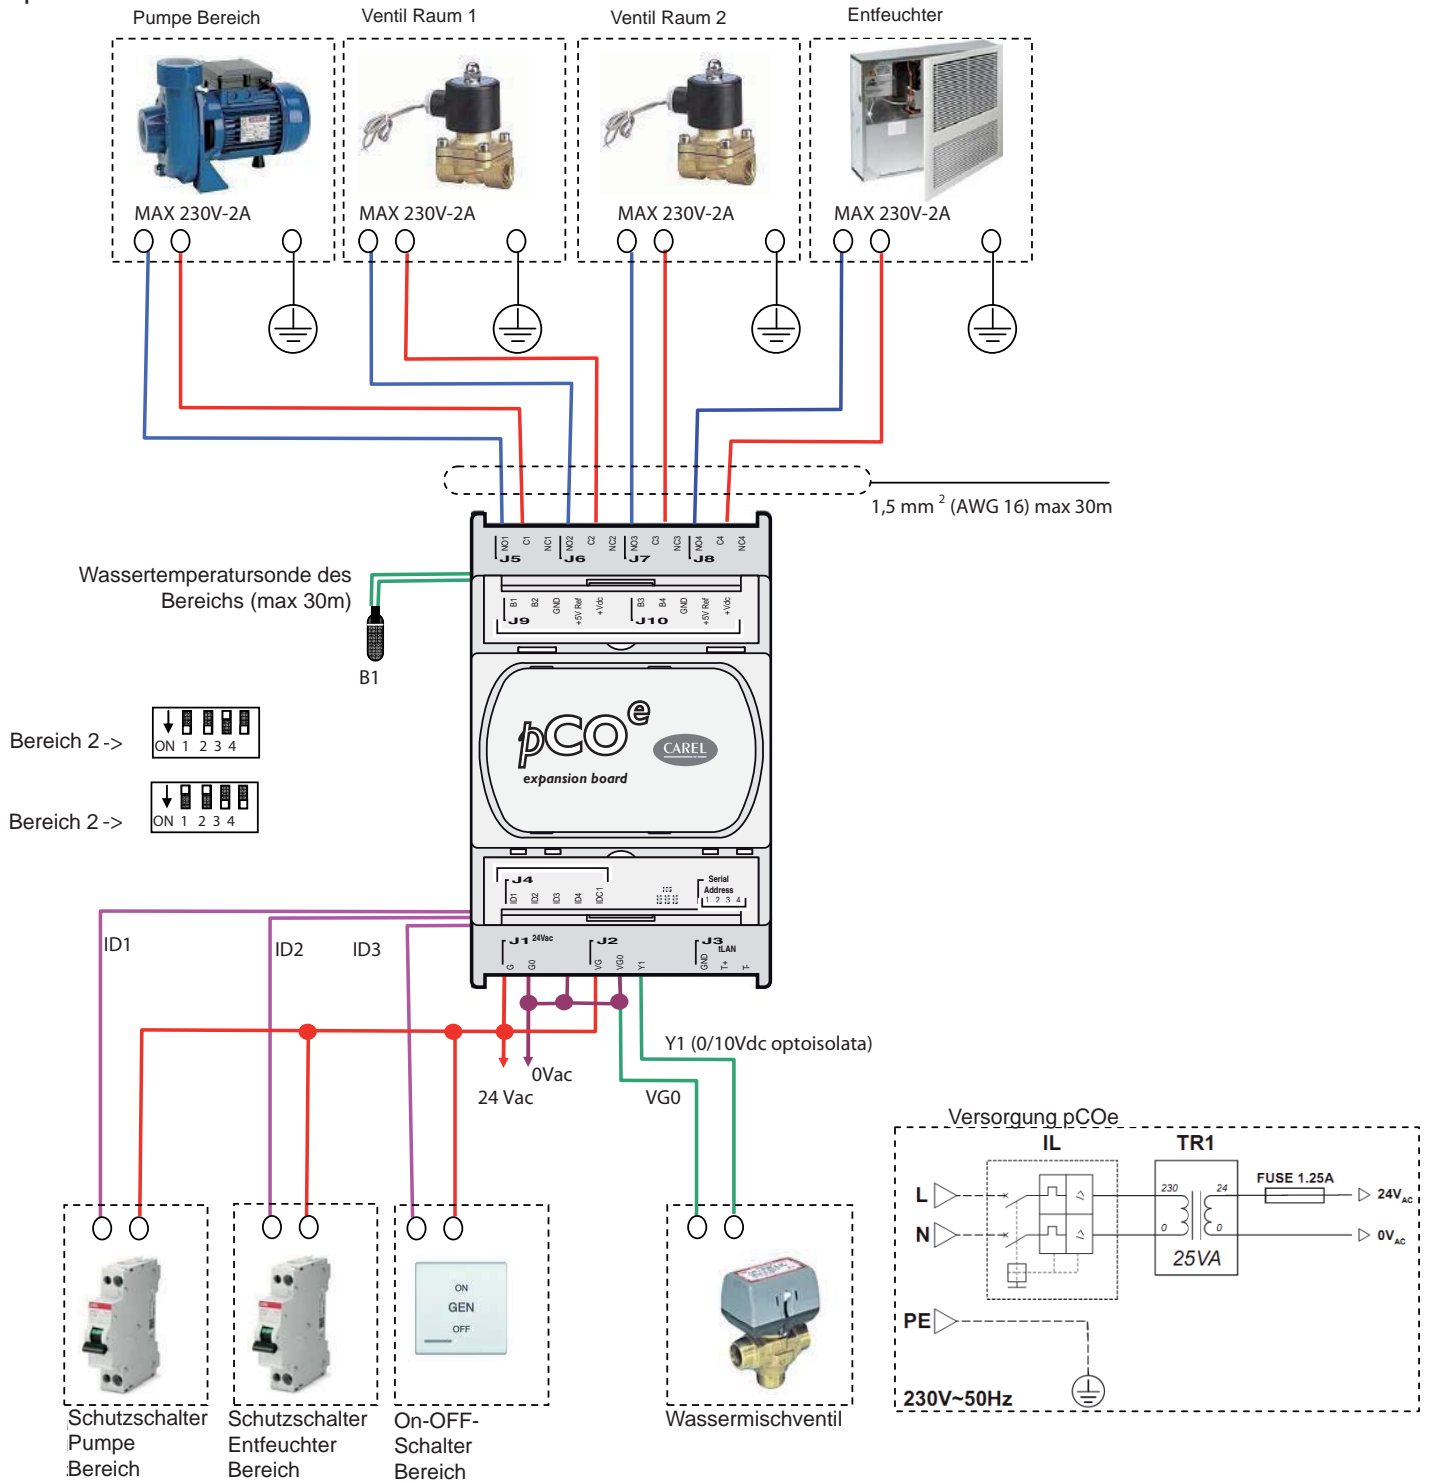 Pumpe Bereich
Ventil Raum 1
Ventil Raum 2
Entfeuchter
MAX 230V-2A
MAX 230V-2A
MAX 230V-2A
MAX 230V-2A
1,5 mm 2 (AWG 16) max 30m
NO1 C1 NC1 NO2 C2 NC2 NO3 C3 NC3 NO4 C4 NC4
J5 J6 J7 J8
Wassertemperatursonde des
Bereichs (max 30m)
B1 B2 GND +5V Ref +Vdc B3 B4 GND +5V Ref +Vdc
J9 J10
B1
pCOe
CAREL
expansion board
Bereich 2 ->
ON 1 2 3 4
Bereich 2 ->
ON 1 2 3 4
J4
ID1 ID2 ID3 ID4 IDC1
Serial
Address
1 2 3 4
J1 24Vac J2 J3 tLAN
G G0 VG VG0 Y1 GND T+ T-
ID1
ID2
ID3
Y1 (0/10Vdc optoisolata)
0Vac
24 Vac
VG0
Versorgung pCOe
IL
TR1
FUSE 1.25A
L
N
230
24
0
0
24VAC
0VAC
25VA
PE
230V~50Hz
ON
GEN
OFF
Schutzschalter
Pumpe
Bereich
Schutzschalter
Entfeuchter
Bereich
On-OFF-
Schalter
Bereich
Wassermischventil